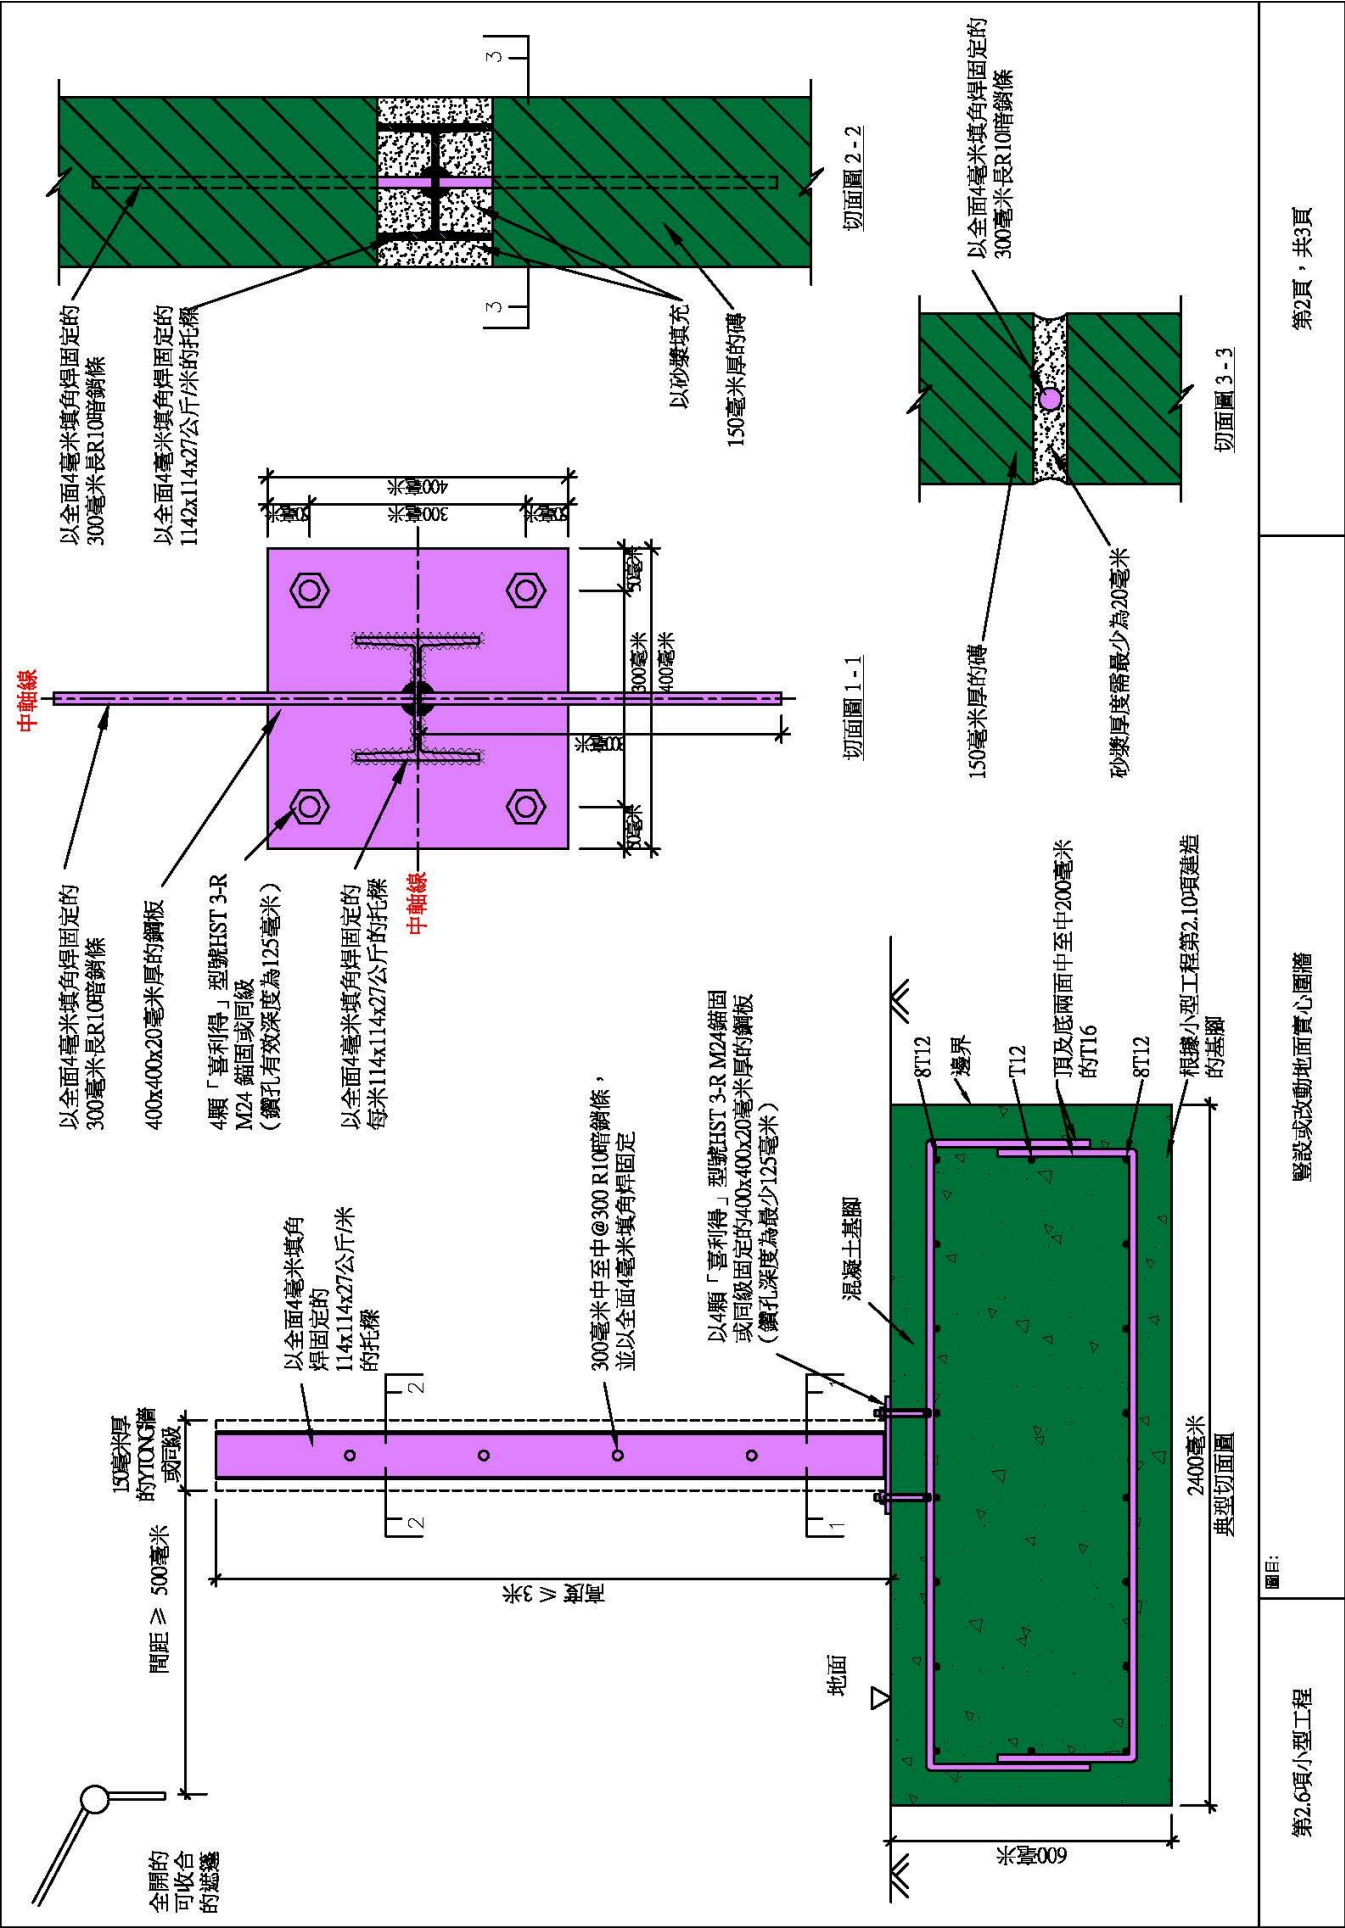 全開的
可收合
的遮篷
間距 ⩾ 500毫米
150毫米厚
的YTONG牆
或同級
以全面4毫米填角
焊固定的
114x114x27公斤/米
的托樑
2
2
高度 ⩽ 3米
300毫米中至中@300 R10暗銷條，
並以全面4毫米填角焊固定
1
1
以4顆「喜利得」型號HST 3-R M24錨固
或同級固定的400x400x20毫米厚的鋼板
（鑽孔深度為最少125毫米）
地面
混凝土基腳
8T12
邊界
T12
頂及底兩面中至中200毫米
的T16
8T12
根據小型工程第2.10項建造
的基腳
600毫米
2400毫米
典型切面圖
以全面4毫米填角焊固定的
300毫米長R10暗銷條
400x400x20毫米厚的鋼板
4顆「喜利得」型號HST 3-R
M24 錨固或同級
（鑽孔有效深度為125毫米）
以全面4毫米填角焊固定的
每米114x114x27公斤的托樑
中軸線
中軸線
50毫米
300毫米
50毫米
400毫米
300毫米
50毫米
300毫米
50毫米
400毫米
切面圖 1 - 1
以全面4毫米填角焊固定的
300毫米長R10暗銷條
以全面4毫米填角焊固定的
1142x114x27公斤/米的托樑
3
3
以砂漿填充
150毫米厚的磚
切面圖 2 - 2
150毫米厚的磚
砂漿厚度需最少為20毫米
以全面4毫米填角焊固定的
300毫米長R10暗銷條
切面圖 3 - 3
第2.6項小型工程
圖目:
豎設或改動地面實心圍牆
第2頁，共3頁